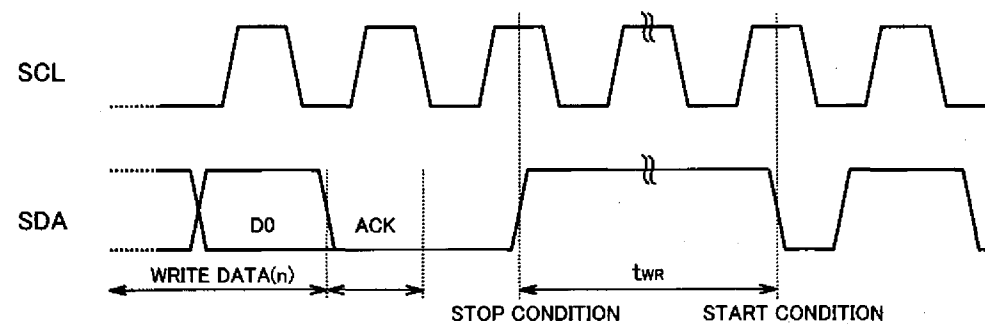 SCL
SDA
D0
ACK
WRITE DATA(n)
tWR
STOP CONDITION
START CONDITION